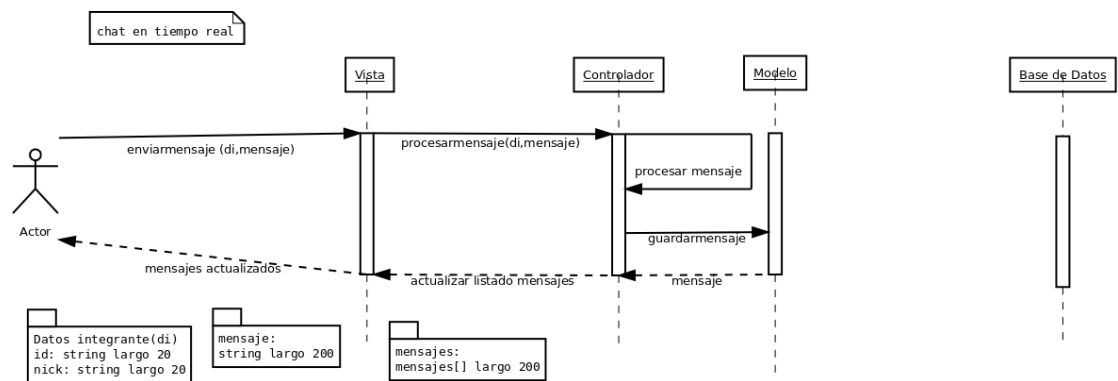 chat en tiempo real
Vista
Controlador
Modelo
Base de Datos
enviarmensaje (di,mensaje)
procesarmensaje(di,mensaje)
procesar mensaje
Actor
guardarmensaje
mensajes actualizados
actualizar listado mensajes
mensaje
Datos integrante(di)
id: string largo 20
nick: string largo 20
mensaje:
string largo 200
mensajes:
mensajes[] largo 200